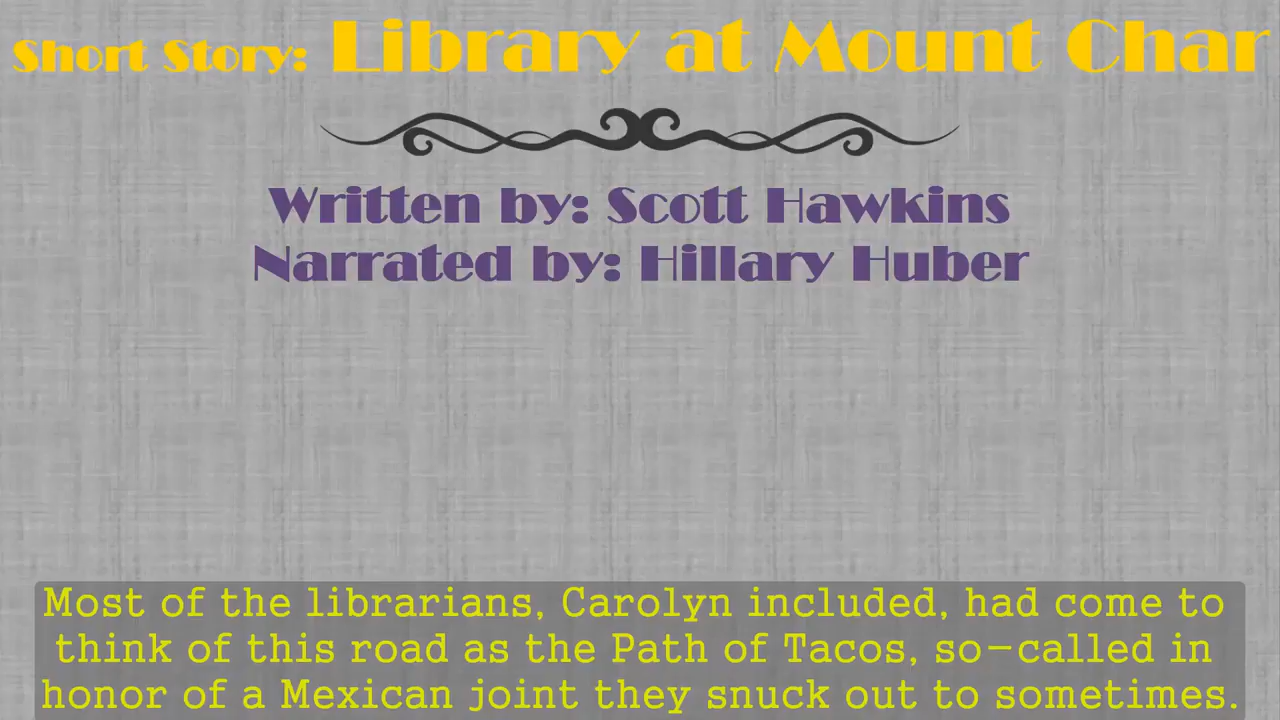 Short Story: Library at Mount Char
Written by: Scott Hawkins
Narrated by: Hillary Huber
Most of the librarians, Carolyn included, had come to
think of this road as the Path of Tacos, so-called in
honor of a Mexican joint they snuck out to sometimes.